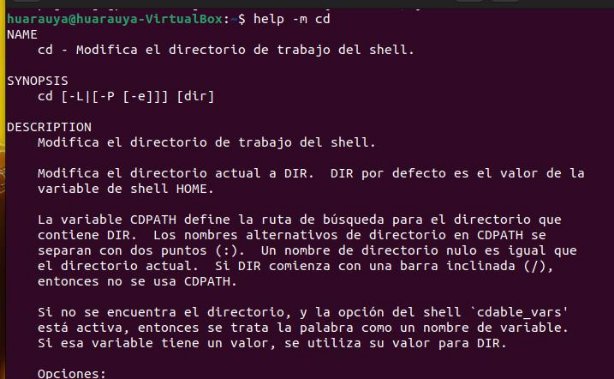 huarauya@huarauya-VirtualBox:~$ help -m cd
NAME
cd - Modifica el directorio de trabajo del shell.
SYNOPSIS
cd [-L|[-P [-e]]] [dir]
DESCRIPTION
Modifica el directorio de trabajo del shell.
Modifica el directorio actual a DIR.  DIR por defecto es el valor de la
variable de shell HOME.
La variable CDPATH define la ruta de búsqueda para el directorio que
contiene DIR.  Los nombres alternativos de directorio en CDPATH se
separan con dos puntos (:).  Un nombre de directorio nulo es igual que
el directorio actual.  Si DIR comienza con una barra inclinada (/),
entonces no se usa CDPATH.
Si no se encuentra el directorio, y la opción del shell `cdable_vars'
está activa, entonces se trata la palabra como un nombre de variable.
Si esa variable tiene un valor, se utiliza su valor para DIR.
Opciones: